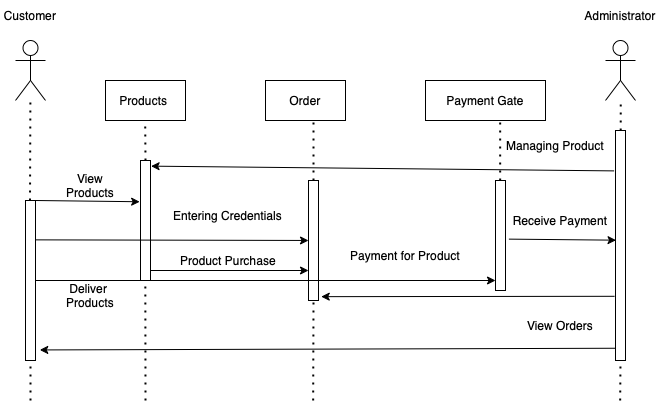 Customer
Administrator
Products
Order
Payment Gate
Managing Product
View
Products
Entering Credentials
Receive Payment
Product Purchase
Payment for Product
Deliver
Products
View Orders